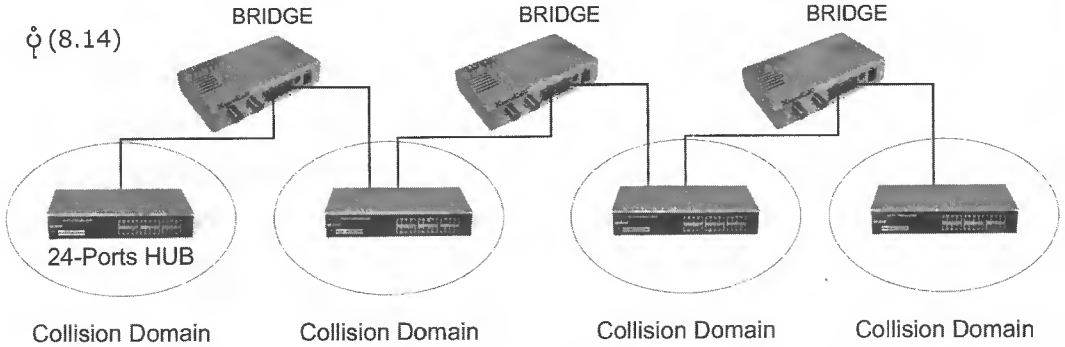 BRIDGE BRIDGE BRIDGE
(8.14)
24-Ports HUB
Collision Domain Collision Domain Collision Domain Collision Domain